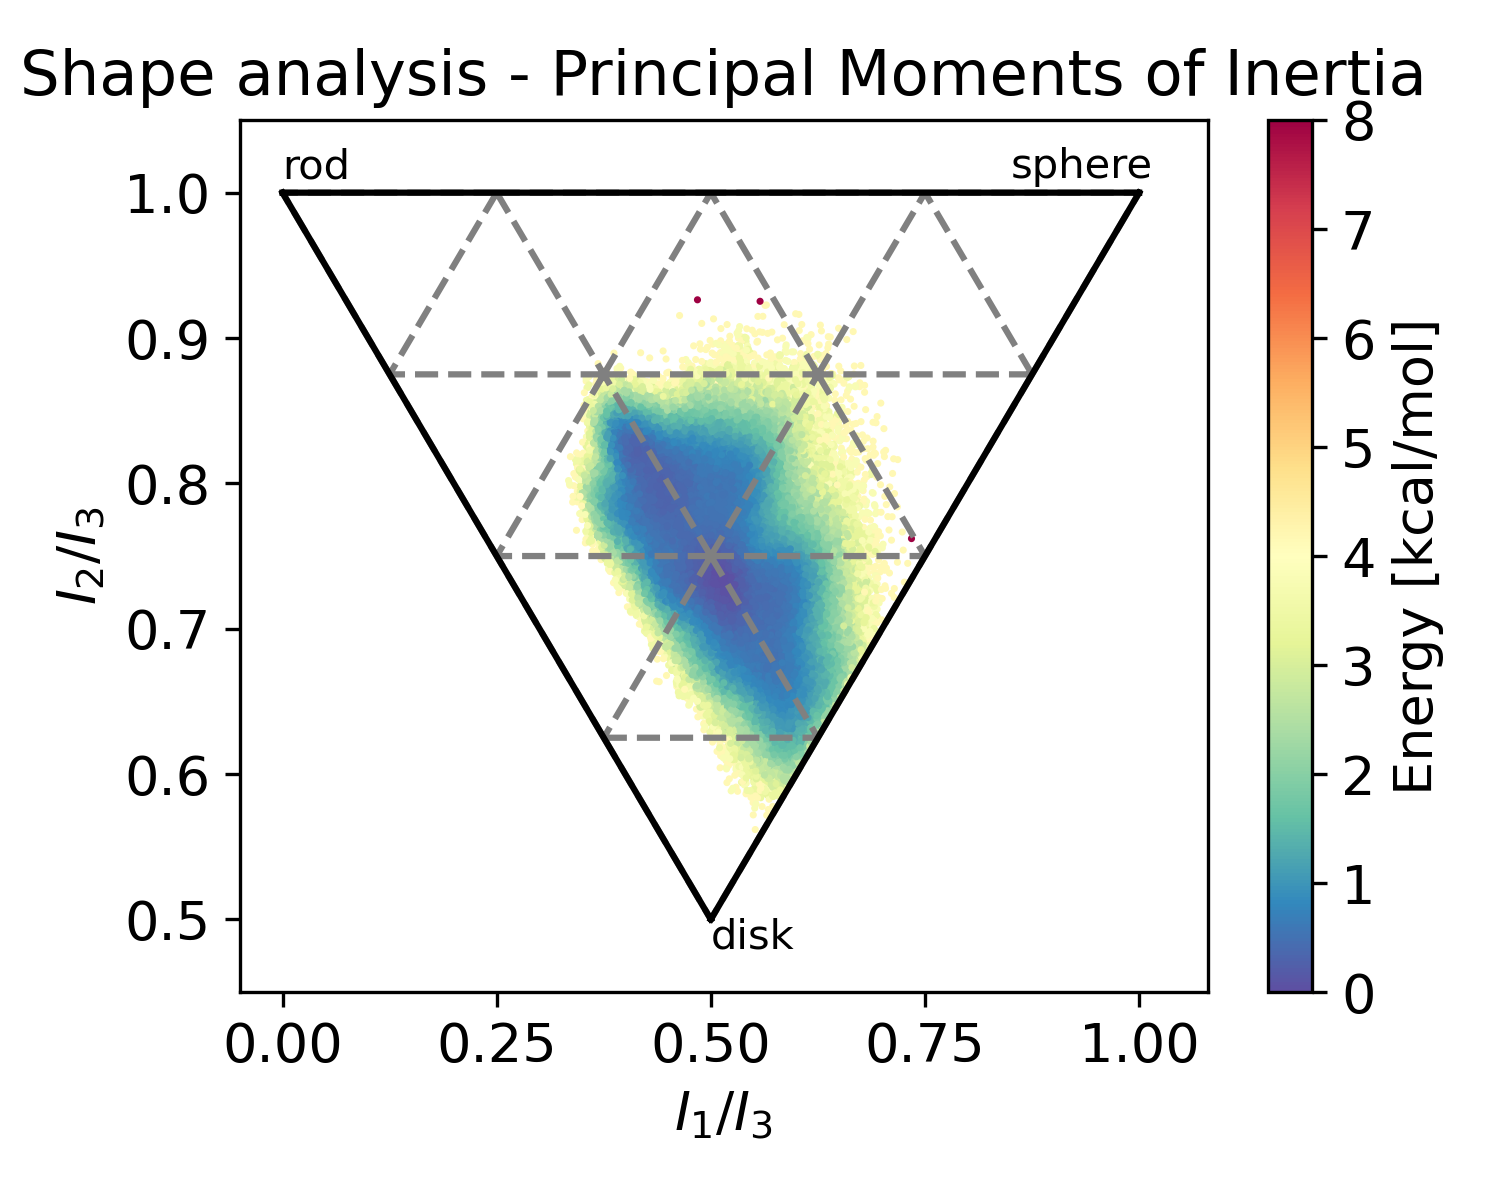 Shape analysis - Principal Moments of Inertia
rod
sphere
disk
1.0
0.9
0.8
0.7
0.6
0.5
I2/I3
0.00 0.25 0.50 0.75 1.00
I1/I3
8
7
6
5
4
3
2
1
0
Energy [kcal/mol]